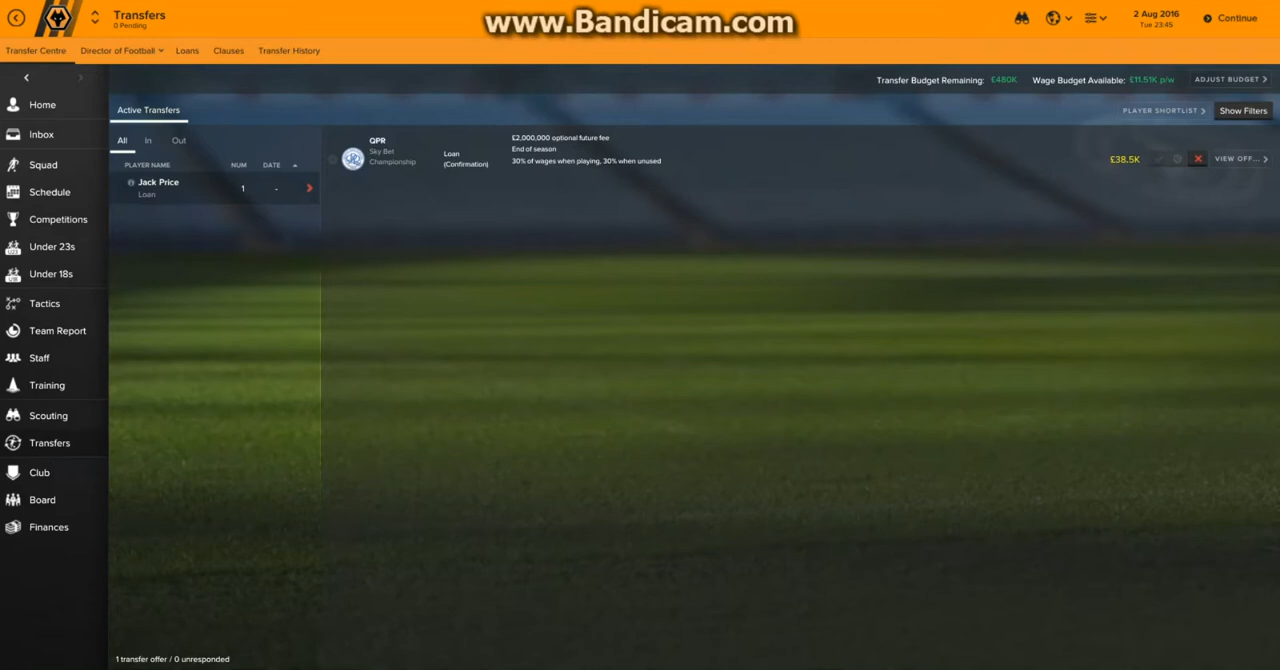 www.Bandicam.com
Transfers
0 Pending
2 Aug 2016
Tue 23:45
Continue
Transfer Centre
Director of Football
Loans
Clauses
Transfer History
Transfer Budget Remaining: £480K
Wage Budget Available: £11.51K p/w
ADJUST BUDGET
Home
Inbox
Squad
Schedule
Competitions
Under 23s
Under 18s
Tactics
Team Report
Staff
Training
Scouting
Transfers
Club
Board
Finances
Active Transfers
PLAYER SHORTLIST
Show Filters
All
In
Out
PLAYER NAME
NUM
DATE
Jack Price
Loan
1
-
QPR
Sky Bet
Championship
Loan
(Confirmation)
£2,000,000 optional future fee
End of season
30% of wages when playing, 30% when unused
£38.5K
VIEW OFF...
1 transfer offer / 0 unresponded